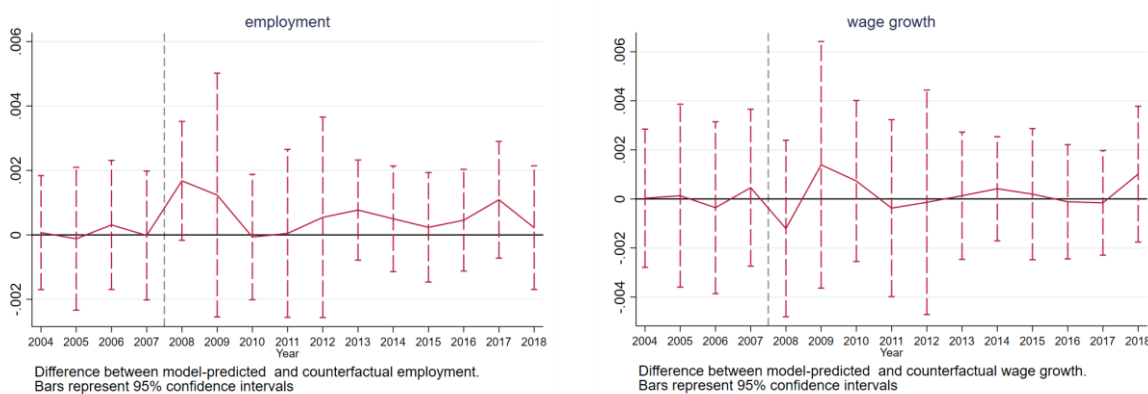 employment
.006
.004
.002
0
-.002
2004 2005 2006 2007 2008 2009 2010 2011 2012 2013 2014 2015 2016 2017 2018
Year
Difference between model-predicted and counterfactual employment.
Bars represent 95% confidence intervals
wage growth
.006
.004
.002
0
-.002
-.004
2004 2005 2006 2007 2008 2009 2010 2011 2012 2013 2014 2015 2016 2017 2018
Year
Difference between model-predicted and counterfactual wage growth.
Bars represent 95% confidence intervals